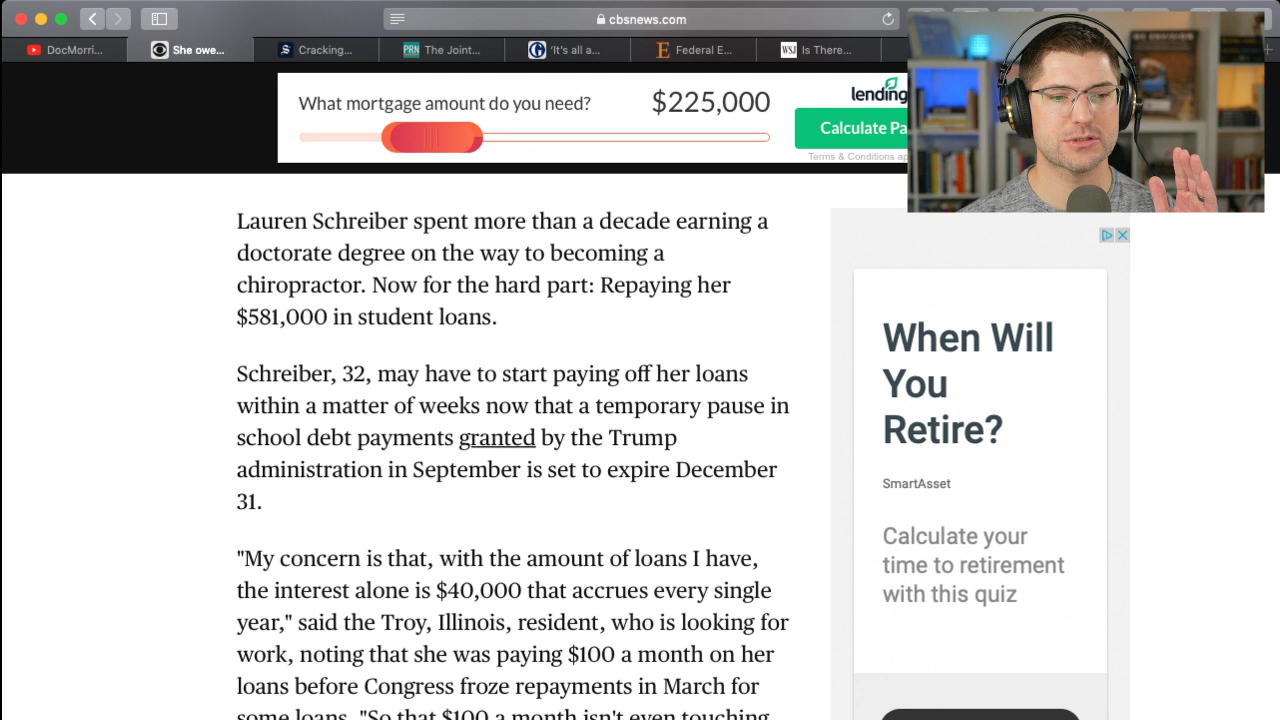 cbsnews.com
DocMorri...
She owe...
Cracking...
PRN The Joint...
'It's all a...
E Federal E...
WSJ Is There...
What mortgage amount do you need?
$225,000
lending
Calculate Pa
Terms & Conditions ap
Lauren Schreiber spent more than a decade earning a
doctorate degree on the way to becoming a
chiropractor. Now for the hard part: Repaying her
$581,000 in student loans.
Schreiber, 32, may have to start paying off her loans
within a matter of weeks now that a temporary pause in
school debt payments granted by the Trump
administration in September is set to expire December
31.
"My concern is that, with the amount of loans I have,
the interest alone is $40,000 that accrues every single
year," said the Troy, Illinois, resident, who is looking for
work, noting that she was paying $100 a month on her
loans before Congress froze repayments in March for
some loans. "So that $100 a month isn't even touching
When Will
You
Retire?
SmartAsset
Calculate your
time to retirement
with this quiz